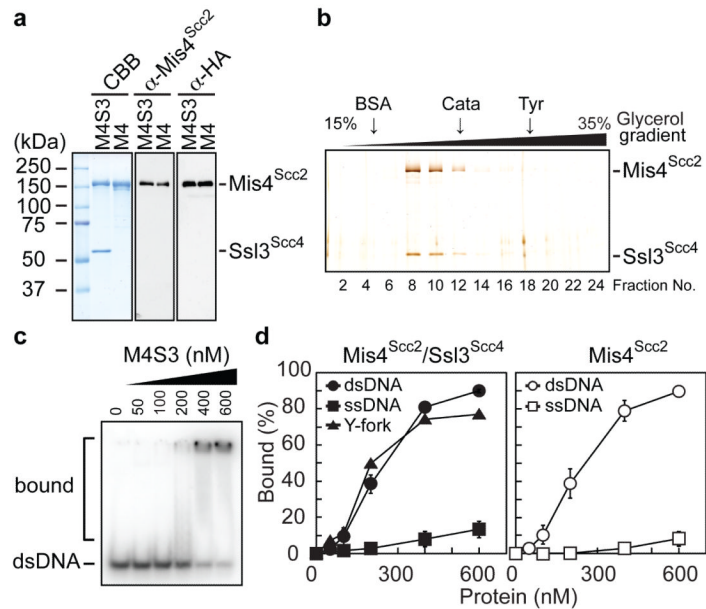 a
CBB
α-Mis4Scc2
α-HA
M4S3
M4
M4S3
M4
M4S3
M4
(kDa)
250
150
100
75
50
37
Mis4Scc2
Ssl3Scc4
b
BSA
Cata
Tyr
15%
35%
Glycerol
gradient
Mis4Scc2
Ssl3Scc4
2 4 6 8 10 12 14 16 18 20 22 24 Fraction No.
c
M4S3 (nM)
0 50 100 200 400 600
bound
dsDNA
d
Mis4Scc2/Ssl3Scc4
Mis4Scc2
dsDNA
ssDNA
Y-fork
dsDNA
ssDNA
Bound (%)
100
80
60
40
20
0
0 300 600
0 300 600
Protein (nM)